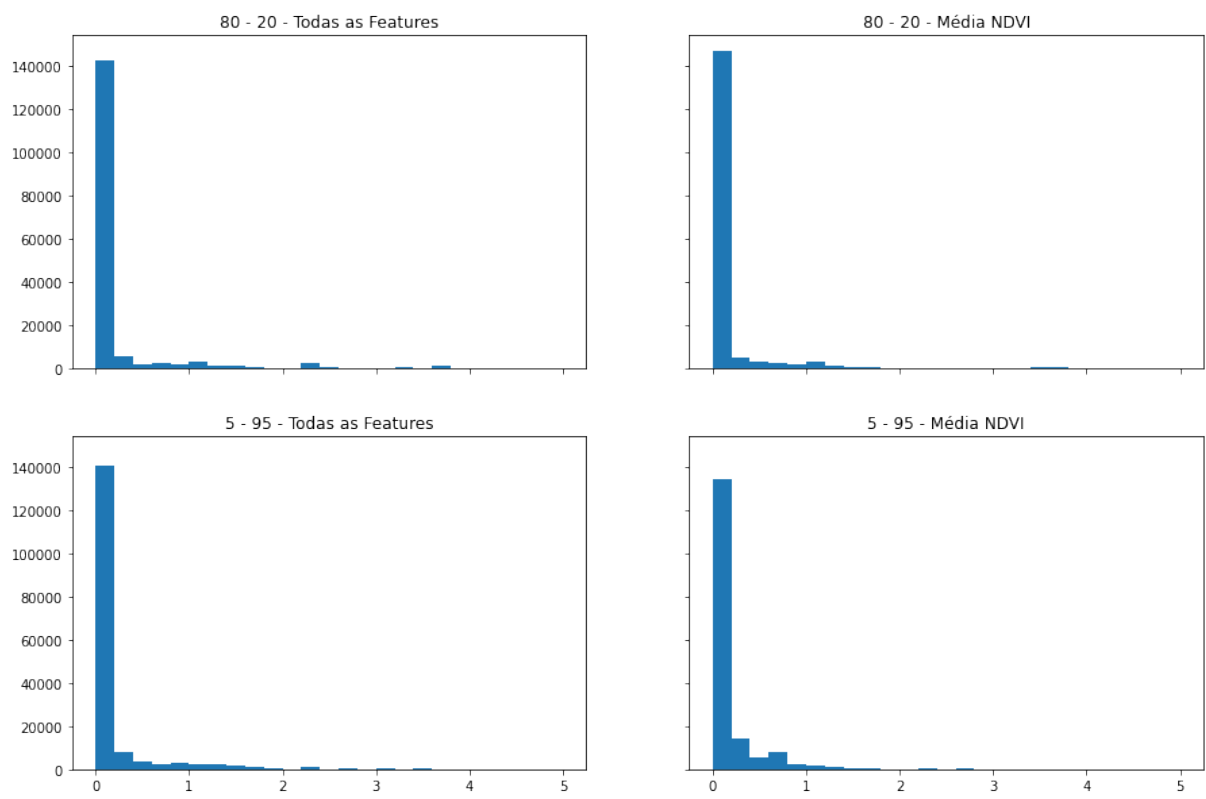 80 - 20 - Todas as Features
80 - 20 - Média NDVI
140000
120000
100000
80000
60000
40000
20000
0
5 - 95 - Todas as Features
5 - 95 - Média NDVI
140000
120000
100000
80000
60000
40000
20000
0
0 1 2 3 4 5
0 1 2 3 4 5